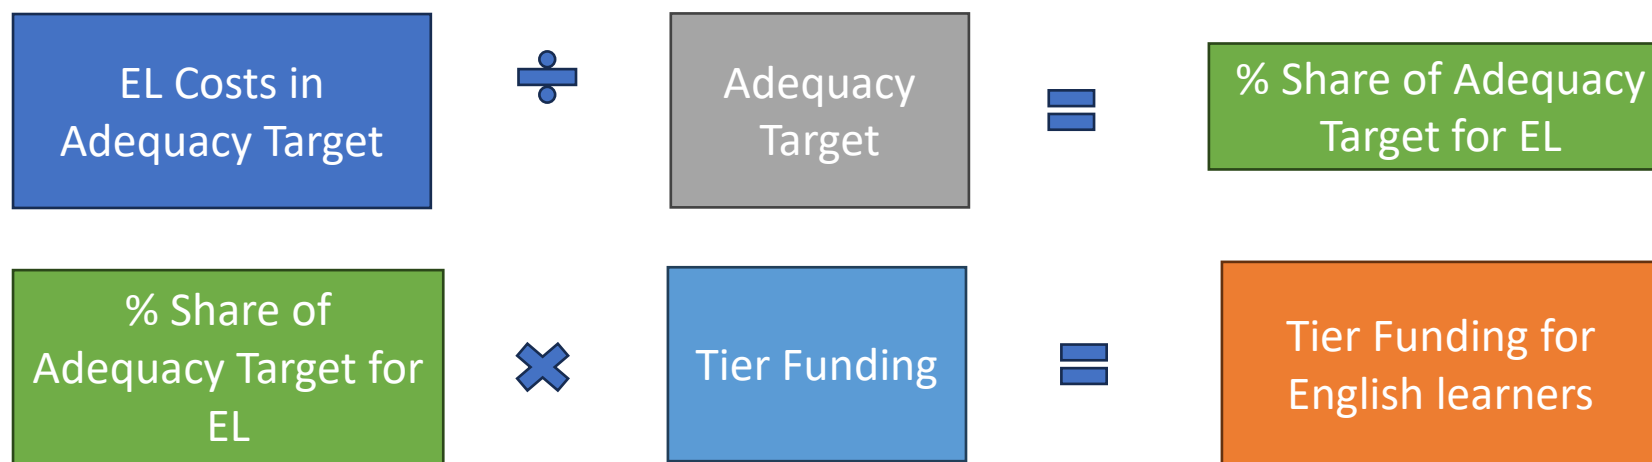 EL Costs in
Adequacy Target
÷
Adequacy
Target
=
% Share of Adequacy
Target for EL
% Share of
Adequacy Target for
EL
×
Tier Funding
=
Tier Funding for
English learners